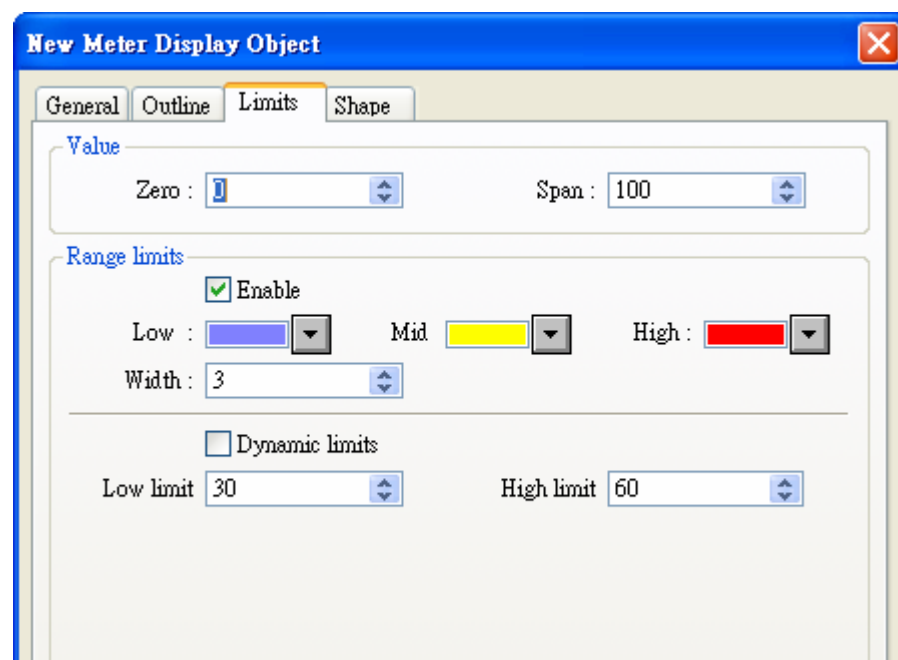 New Meter Display Object
General Outline Limits Shape
Value
Zero : 0 Span : 100
Range limits
Enable
Low : Mid High :
Width : 3
Dynamic limits
Low limit 30 High limit 60